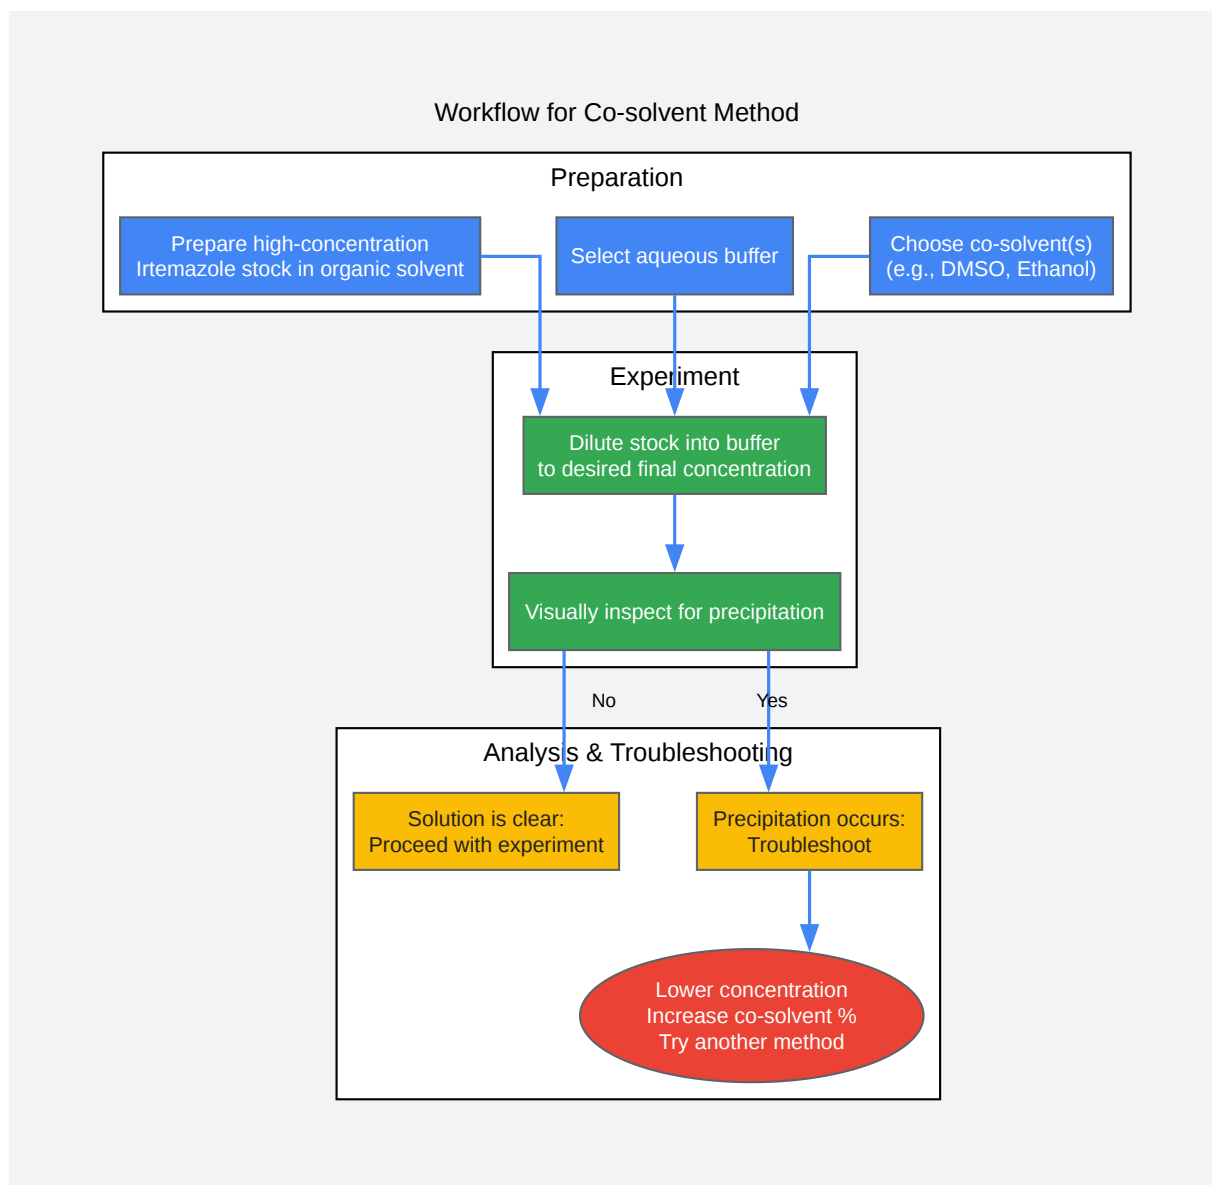 Workflow for Co-solvent Method
Preparation
Prepare high-concentration
Irtemazole stock in organic solvent
Select aqueous buffer
Choose co-solvent(s)
(e.g., DMSO, Ethanol)
Experiment
Dilute stock into buffer
to desired final concentration
Visually inspect for precipitation
No
Yes
Analysis & Troubleshooting
Solution is clear:
Proceed with experiment
Precipitation occurs:
Troubleshoot
Lower concentration
Increase co-solvent %
Try another method